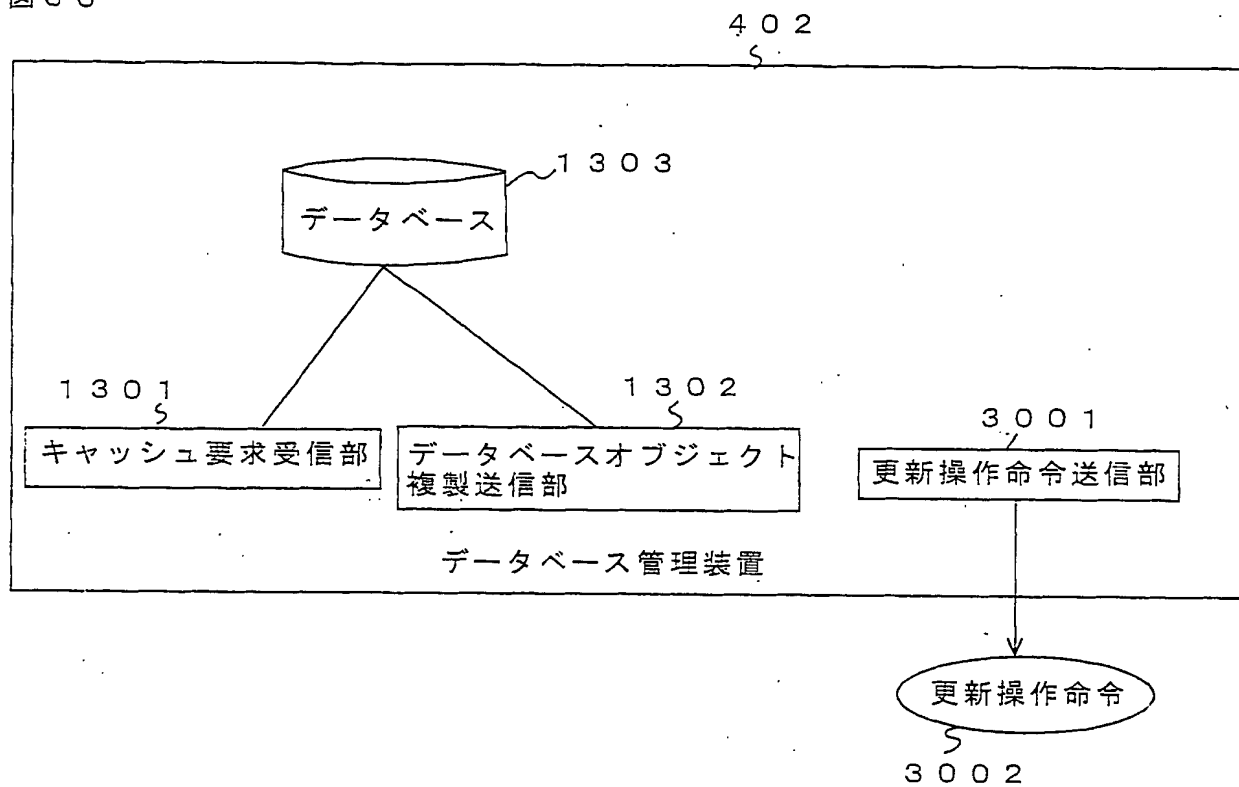 ４０２
１３０３
データベース
１３０１
１３０２
３００１
キャッシュ要求受信部
データベースオブジェクト
複製送信部
更新操作命令送信部
データベース管理装置
更新操作命令
３００２